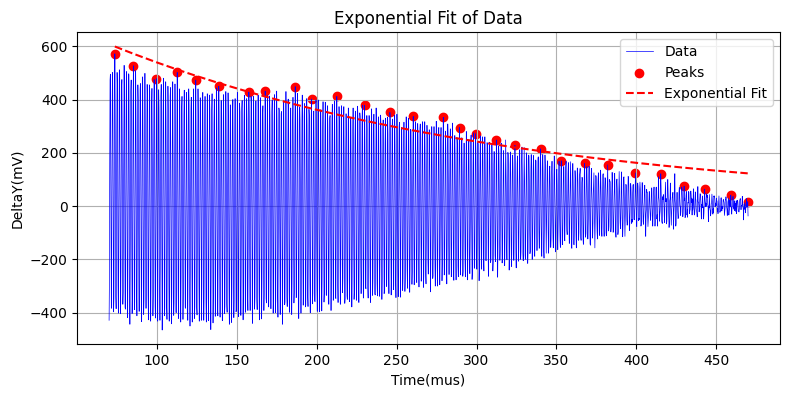 Exponential Fit of Data
DeltaY(mV)
600
400
200
0
−200
−400
Data
Peaks
Exponential Fit
100 150 200 250 300 350 400 450
Time(mus)